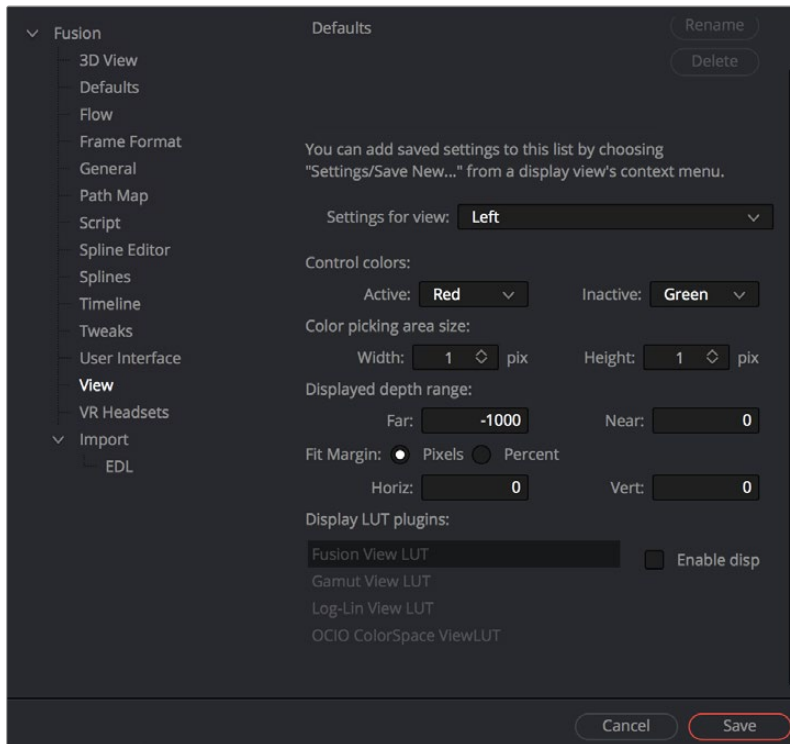 Fusion
3D View
Defaults
Flow
Frame Format
General
Path Map
Script
Spline Editor
Splines
Timeline
Tweaks
User Interface
View
VR Headsets
Import
EDL
Defaults
Rename
Delete
You can add saved settings to this list by choosing
"Settings/Save New..." from a display view's context menu.
Settings for view: Left
Control colors:
Active: Red Inactive: Green
Color picking area size:
Width: 1 pix Height: 1 pix
Displayed depth range:
Far: -1000 Near: 0
Fit Margin: Pixels Percent
Horiz: 0 Vert: 0
Display LUT plugins:
Fusion View LUT Enable disp
Gamut View LUT
Log-Lin View LUT
OCIO ColorSpace ViewLUT
Cancel Save